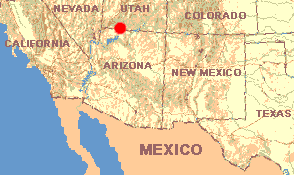 NEVADA UTAH COLORADO
CALIFORNIA
ARIZONA
NEW MEXICO
TEXAS
MEXICO